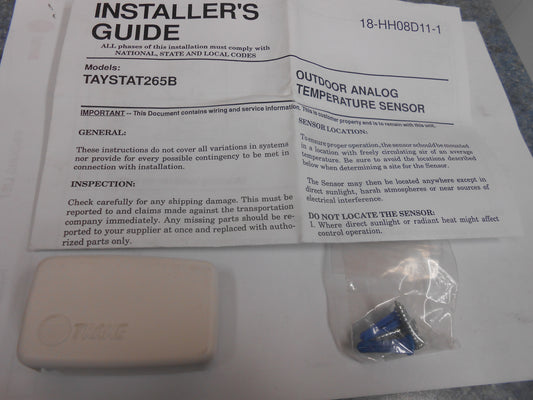 INSTALLER'S
GUIDE
18-HH08D11-1
ALL phases of this installation must comply with
NATIONAL, STATE AND LOCAL CODES
Models:
TAYSTAT265B
OUTDOOR ANALOG
TEMPERATURE SENSOR
IMPORTANT -- This Document contains wiring and service information. This is customer property and is to remain with this unit.
GENERAL:
These instructions do not cover all variations in systems
nor provide for every possible contingency to be met in
connection with installation.
INSPECTION:
Check carefully for any shipping damage. This must be
reported to and claims made against the transportation
company immediately. Any missing parts should be re-
ported to your supplier at once and replaced with autho-
rized parts only.
SENSOR LOCATION:
To ensure proper operation, the sensor should be mounted
in a location with freely circulating air of an average
temperature. Be sure to avoid the locations described
below when determining a site for the Sensor.
The Sensor may then be located anywhere except in
direct sunlight, harsh atmospheres or near sources of
electrical interference.
DO NOT LOCATE THE SENSOR:
1. Where direct sunlight or radiant heat might affect
control operation.
TRANE